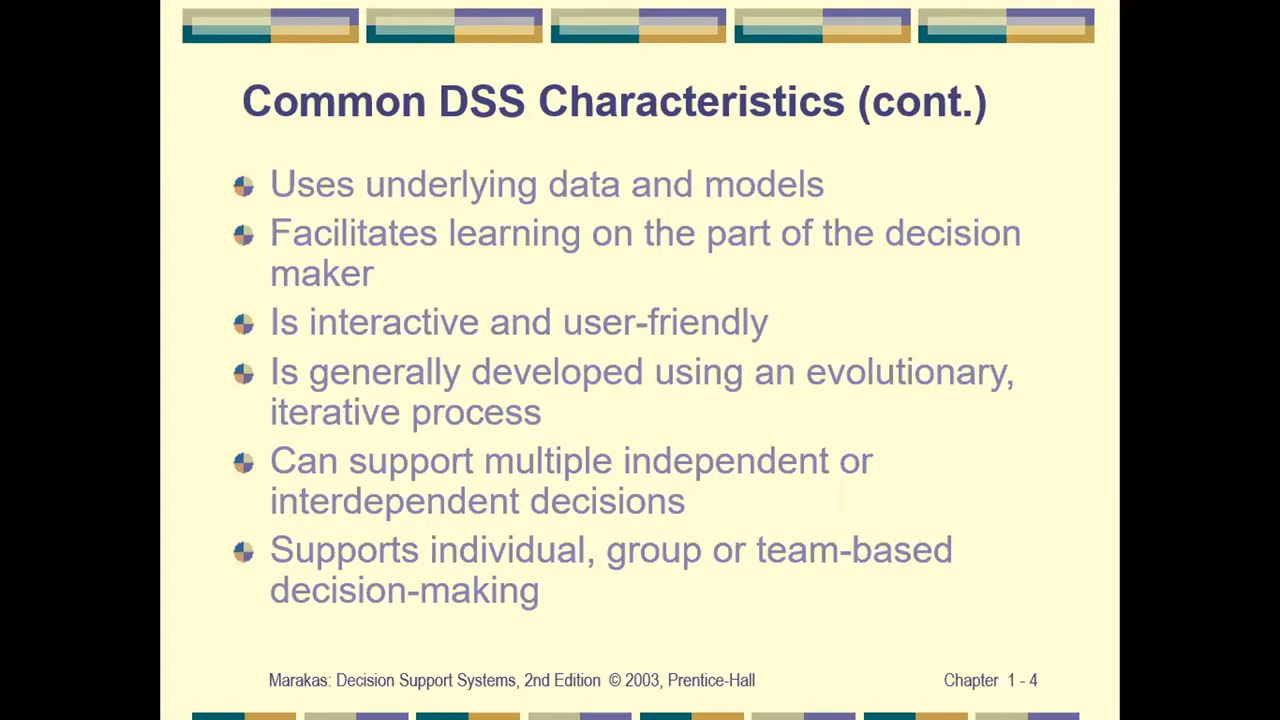 Common DSS Characteristics (cont.)
Uses underlying data and models
Facilitates learning on the part of the decision
maker
Is interactive and user-friendly
Is generally developed using an evolutionary,
iterative process
Can support multiple independent or
interdependent decisions
Supports individual, group or team-based
decision-making
Marakas: Decision Support Systems, 2nd Edition © 2003, Prentice-Hall
Chapter 1 - 4